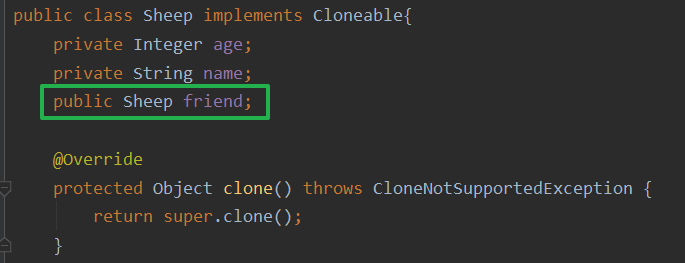 public class Sheep implements Cloneable{
    private Integer age;
    private String name;
    public Sheep friend;
    @Override
    protected Object clone() throws CloneNotSupportedException {
        return super.clone();
    }